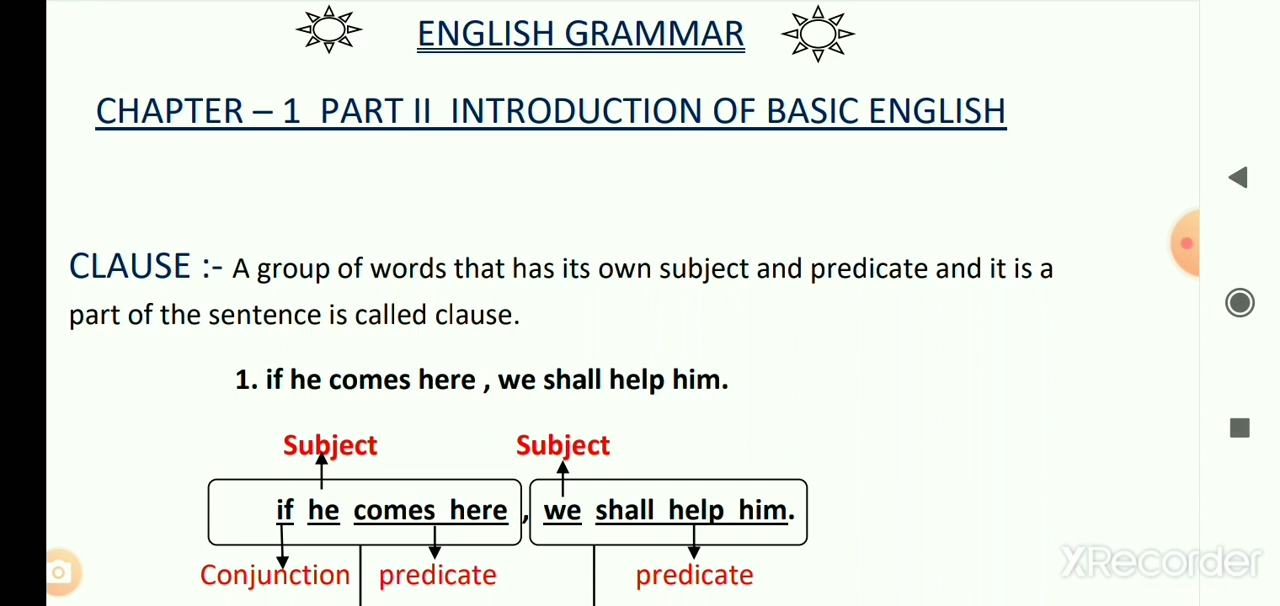 ENGLISH GRAMMAR
CHAPTER – 1 PART II INTRODUCTION OF BASIC ENGLISH
CLAUSE :- A group of words that has its own subject and predicate and it is a
part of the sentence is called clause.
1. if he comes here , we shall help him.
Subject Subject
if he comes here , we shall help him.
Conjunction predicate predicate
XRecorder